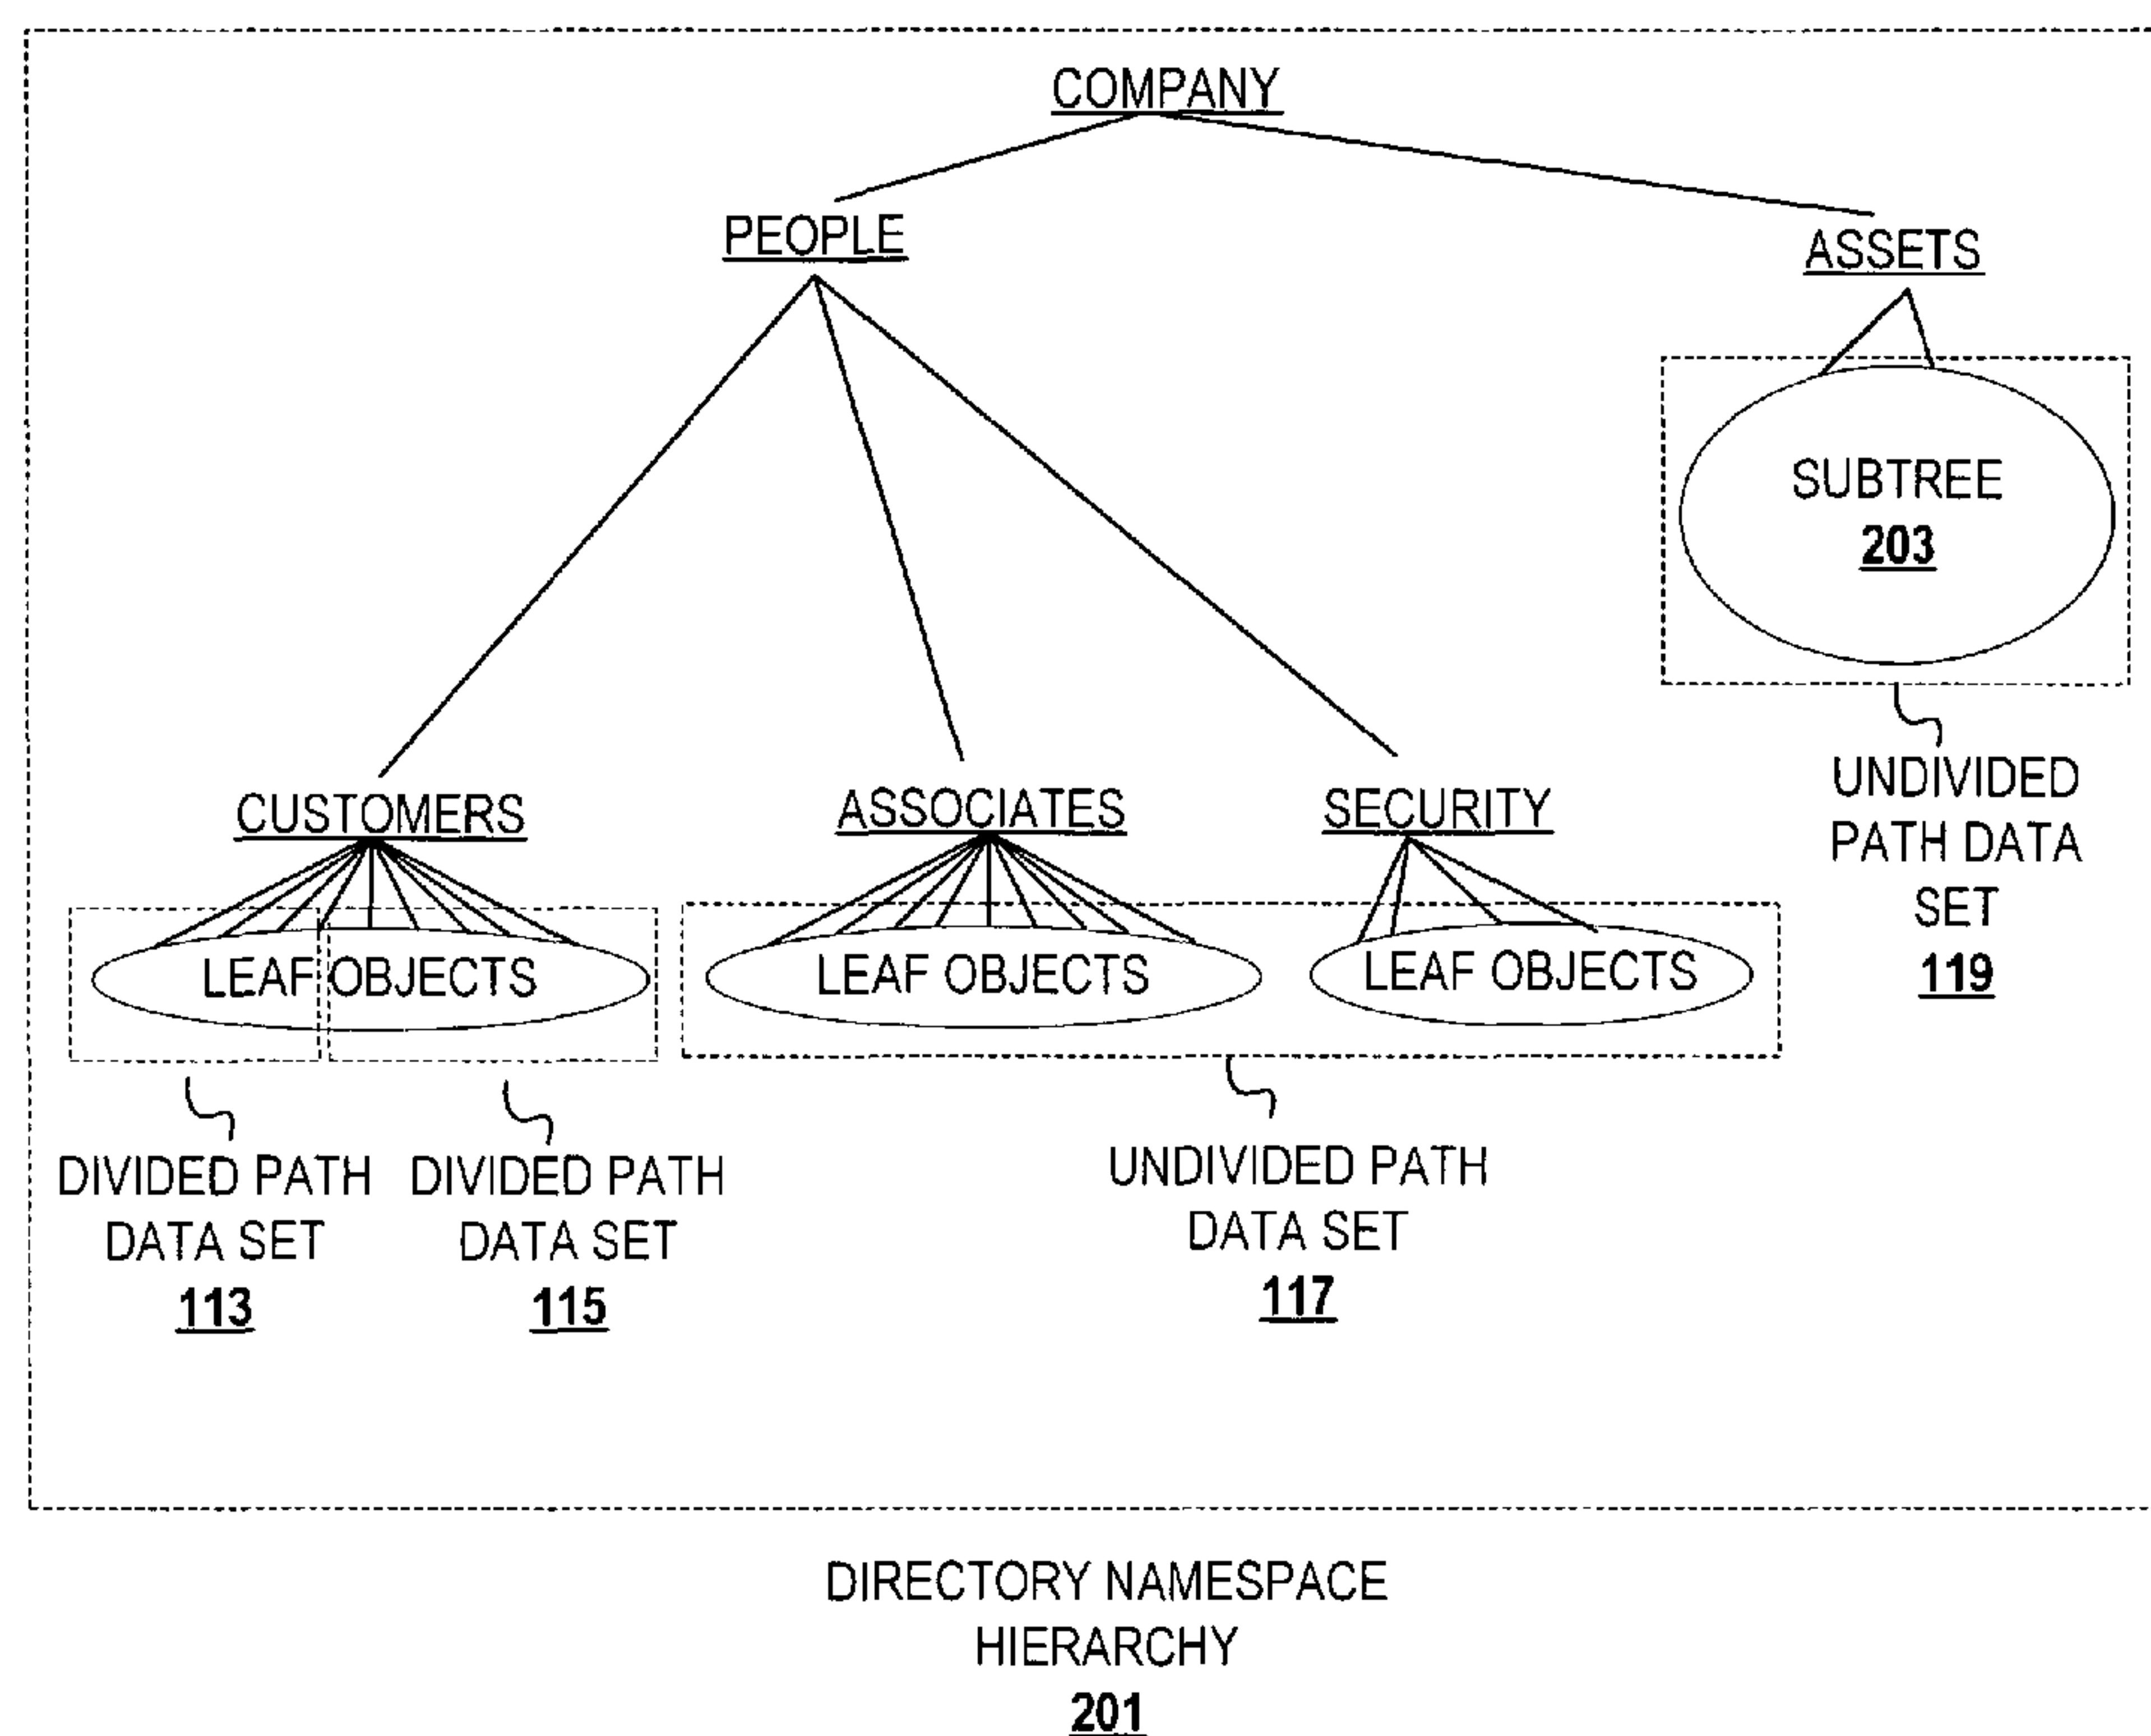 COMPANY
PEOPLE
ASSETS
SUBTREE
203
CUSTOMERS
ASSOCIATES
SECURITY
LEAF OBJECTS
LEAF OBJECTS
LEAF OBJECTS
UNDIVIDED
PATH DATA
SET
119
DIVIDED PATH
DATA SET
113
DIVIDED PATH
DATA SET
115
UNDIVIDED PATH
DATA SET
117
DIRECTORY NAMESPACE
HIERARCHY
201